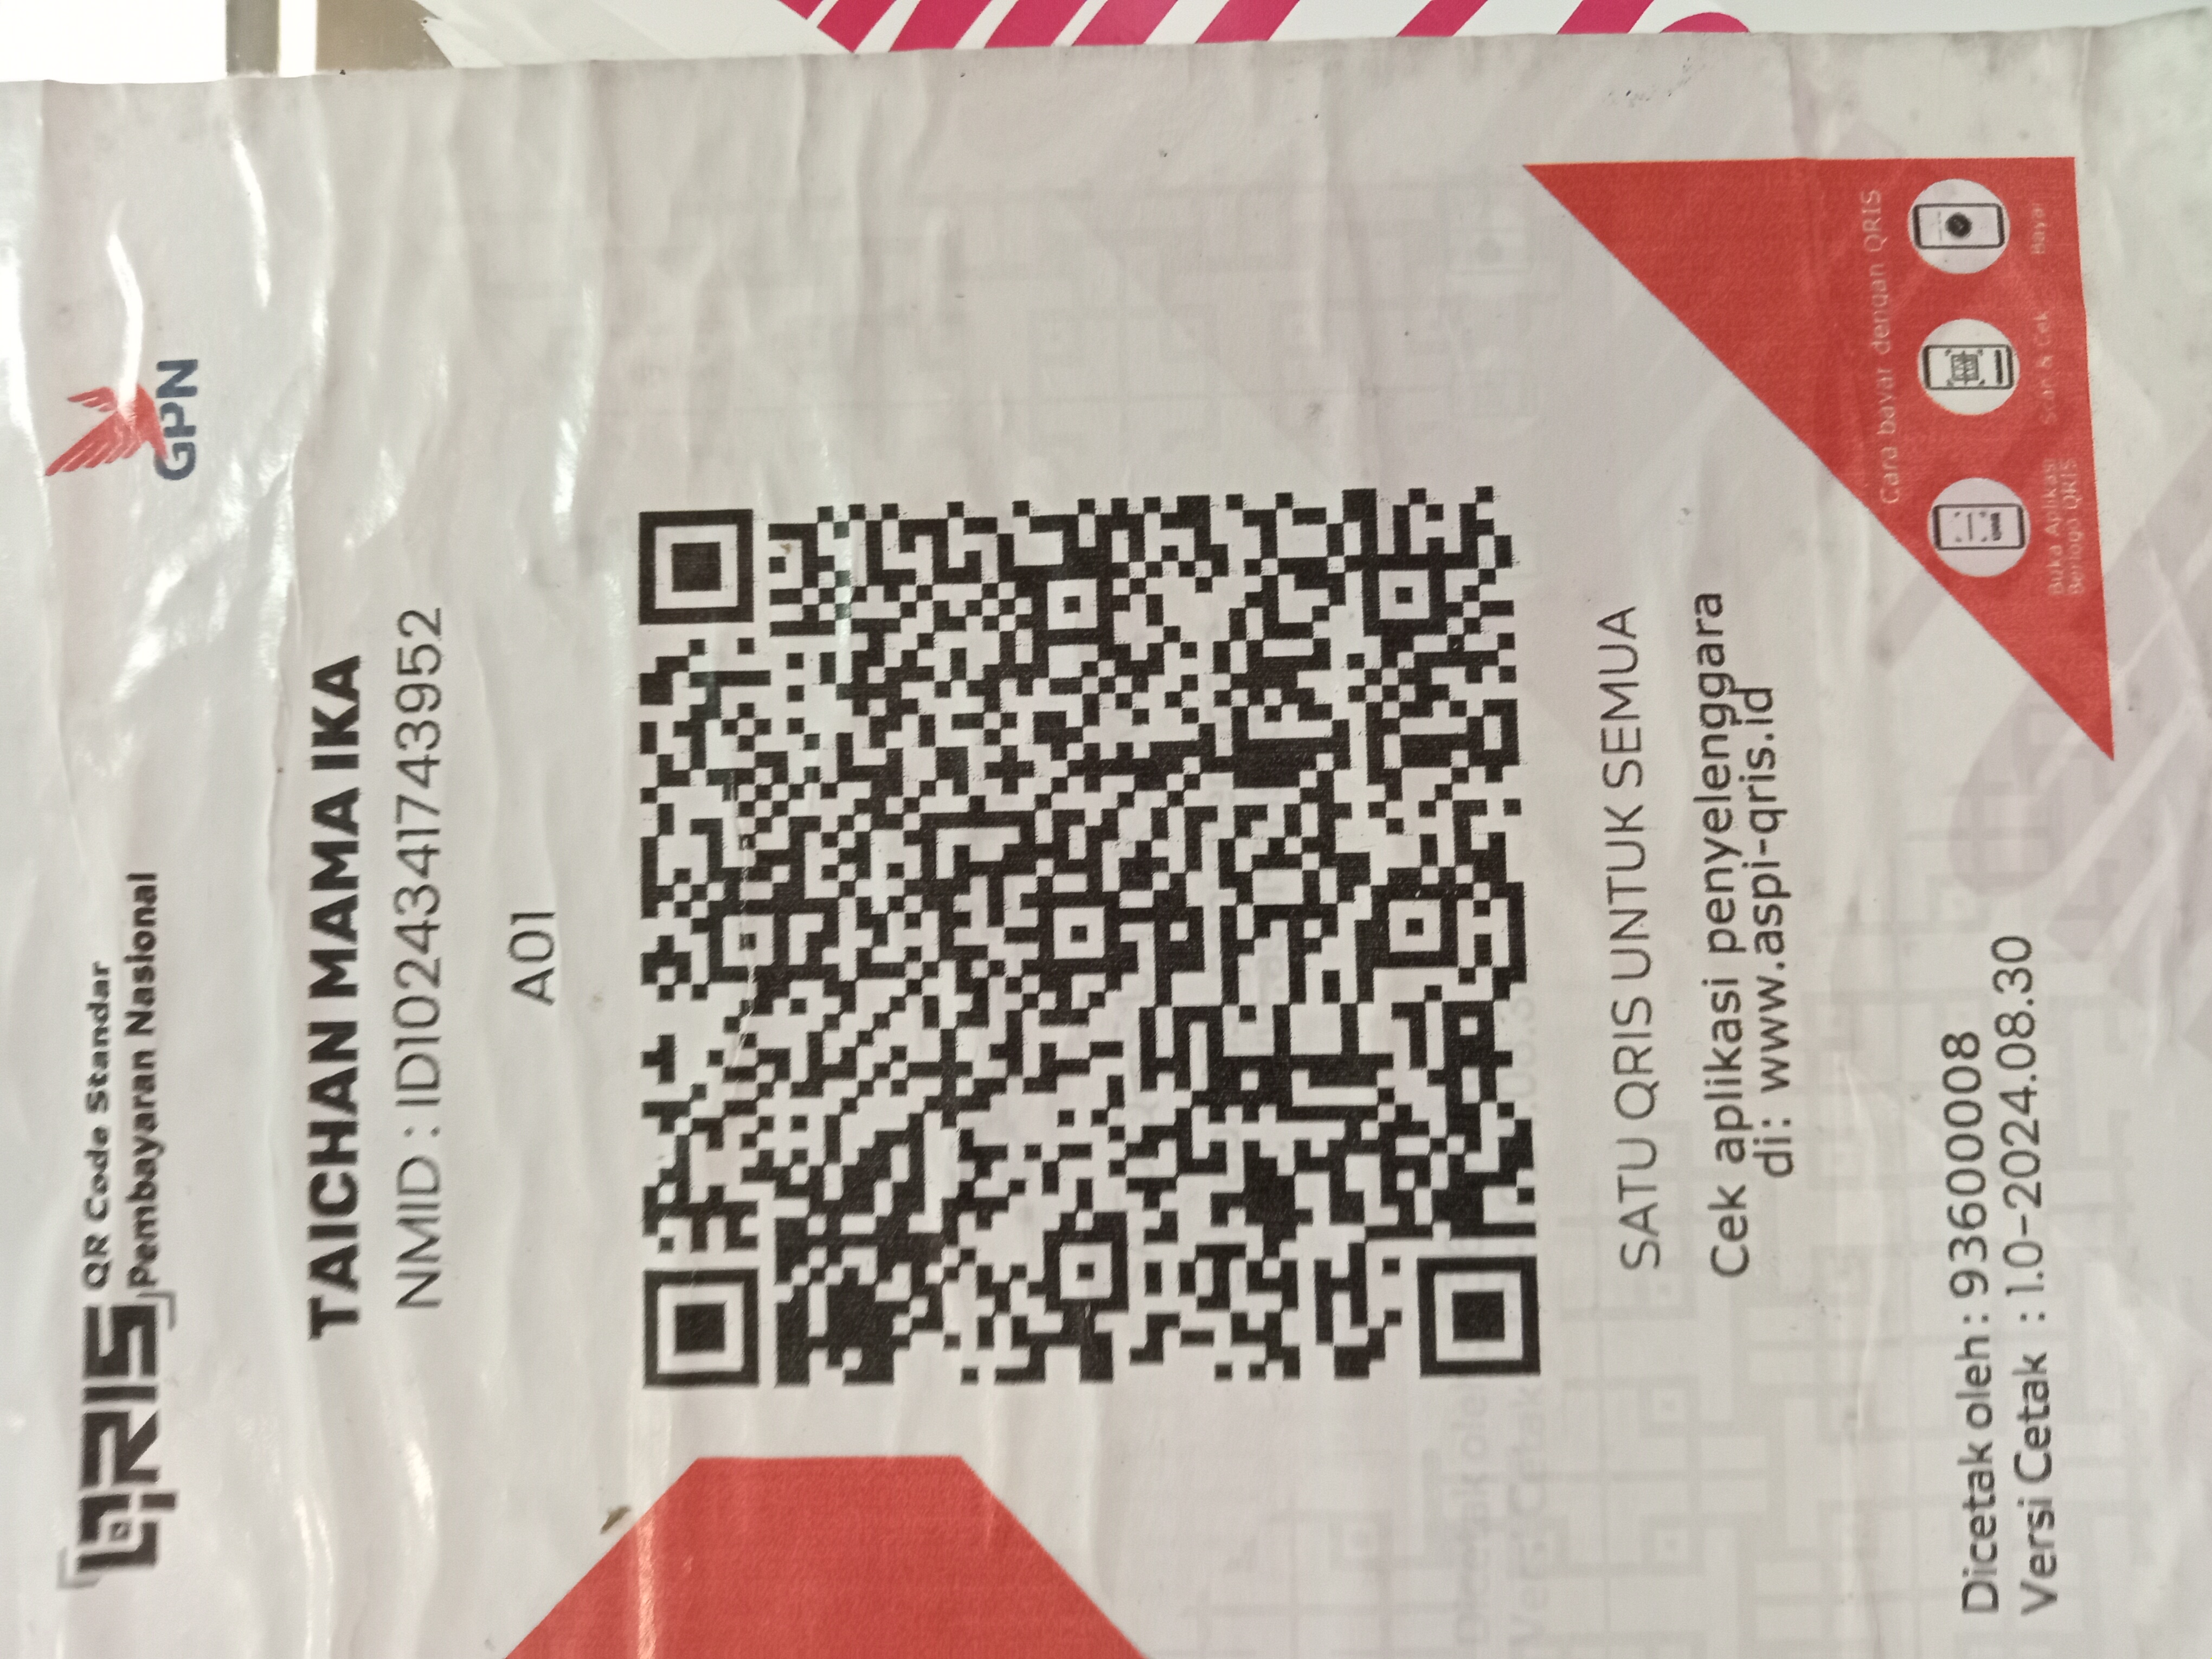 QRIS
QR Code Standar
Pembayaran Nasional
GPN
TAICHAN MAMA IKA
NMID : ID1024341743952
A01
SATU QRIS UNTUK SEMUA
Cek aplikasi penyelenggara
di: www.aspi-qris.id
Cara bayar dengan QRIS
Buka Aplikasi
Berlogo QRIS
Scan & Cek
Bayar
Dicetak oleh : 93600008
Versi Cetak : 1.0-2024.08.30